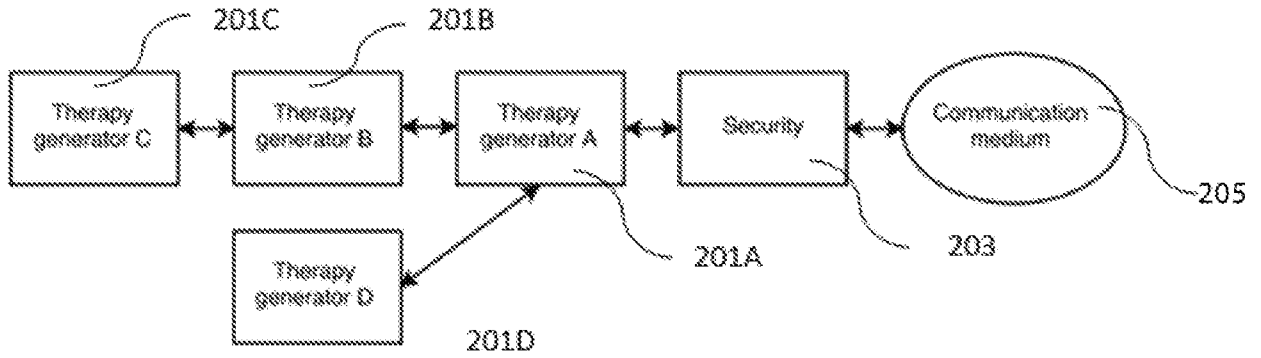 201C
201B
Therapy
generator C
Therapy
generator B
Therapy
generator A
Security
Communication
medium
205
203
201A
Therapy
generator D
201D